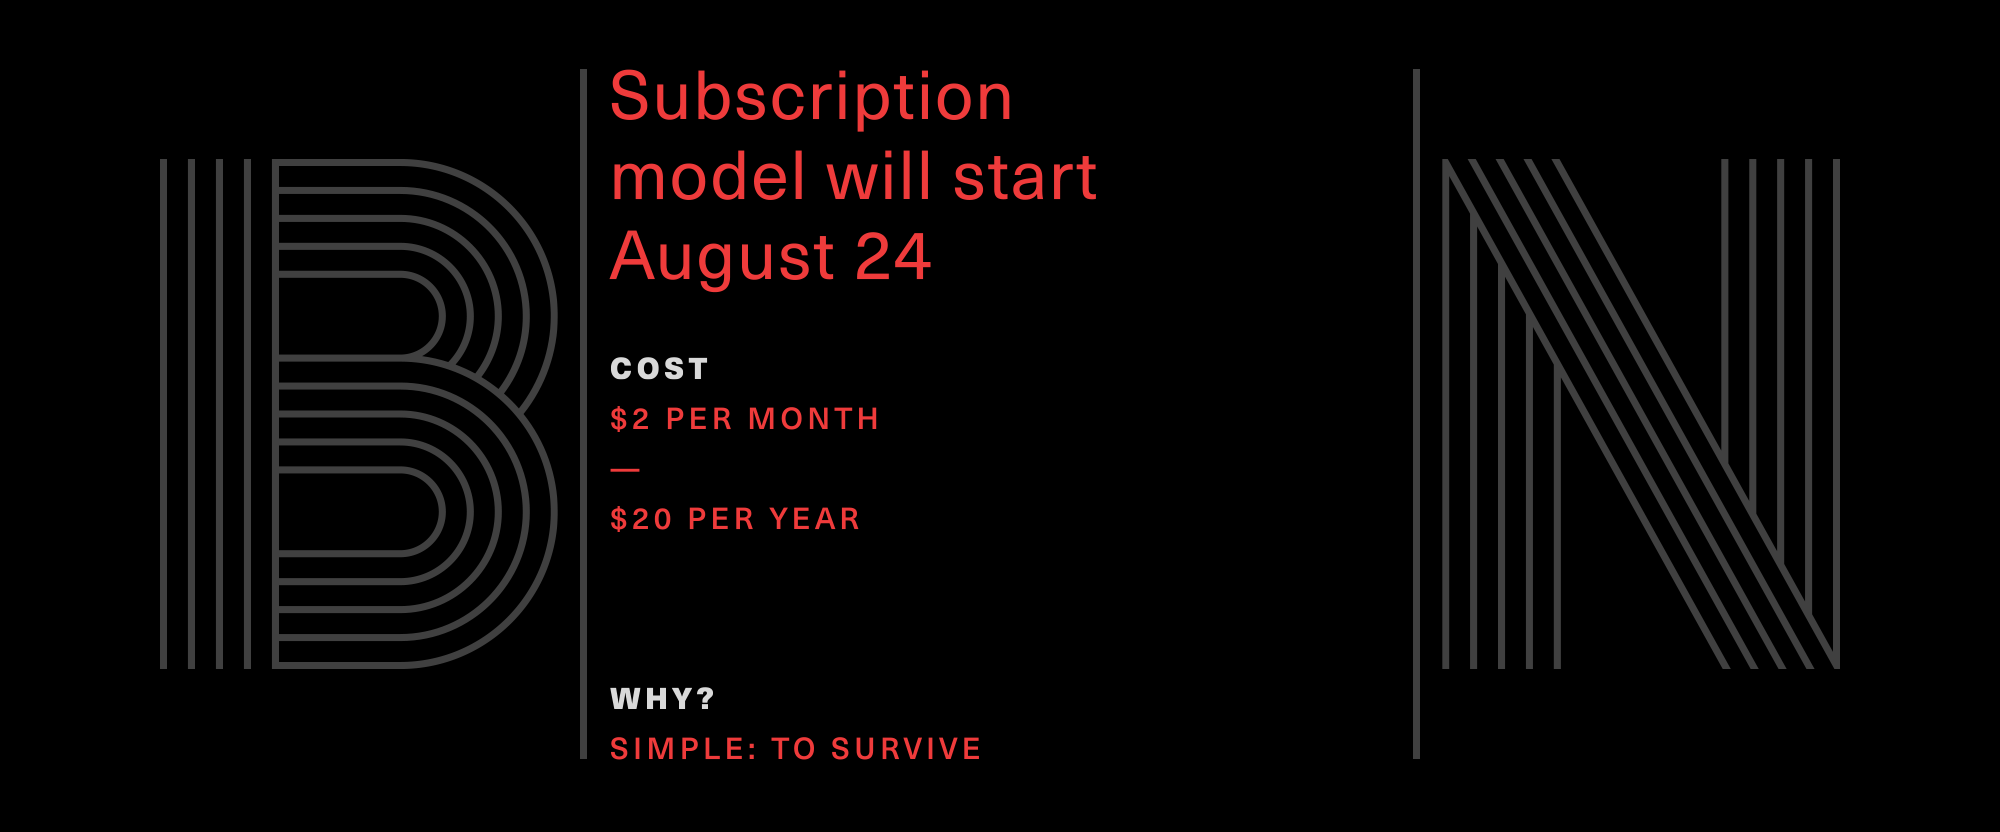 B
Subscription
model will start
August 24
COST
$2 PER MONTH
—
$20 PER YEAR
WHY?
SIMPLE: TO SURVIVE
N